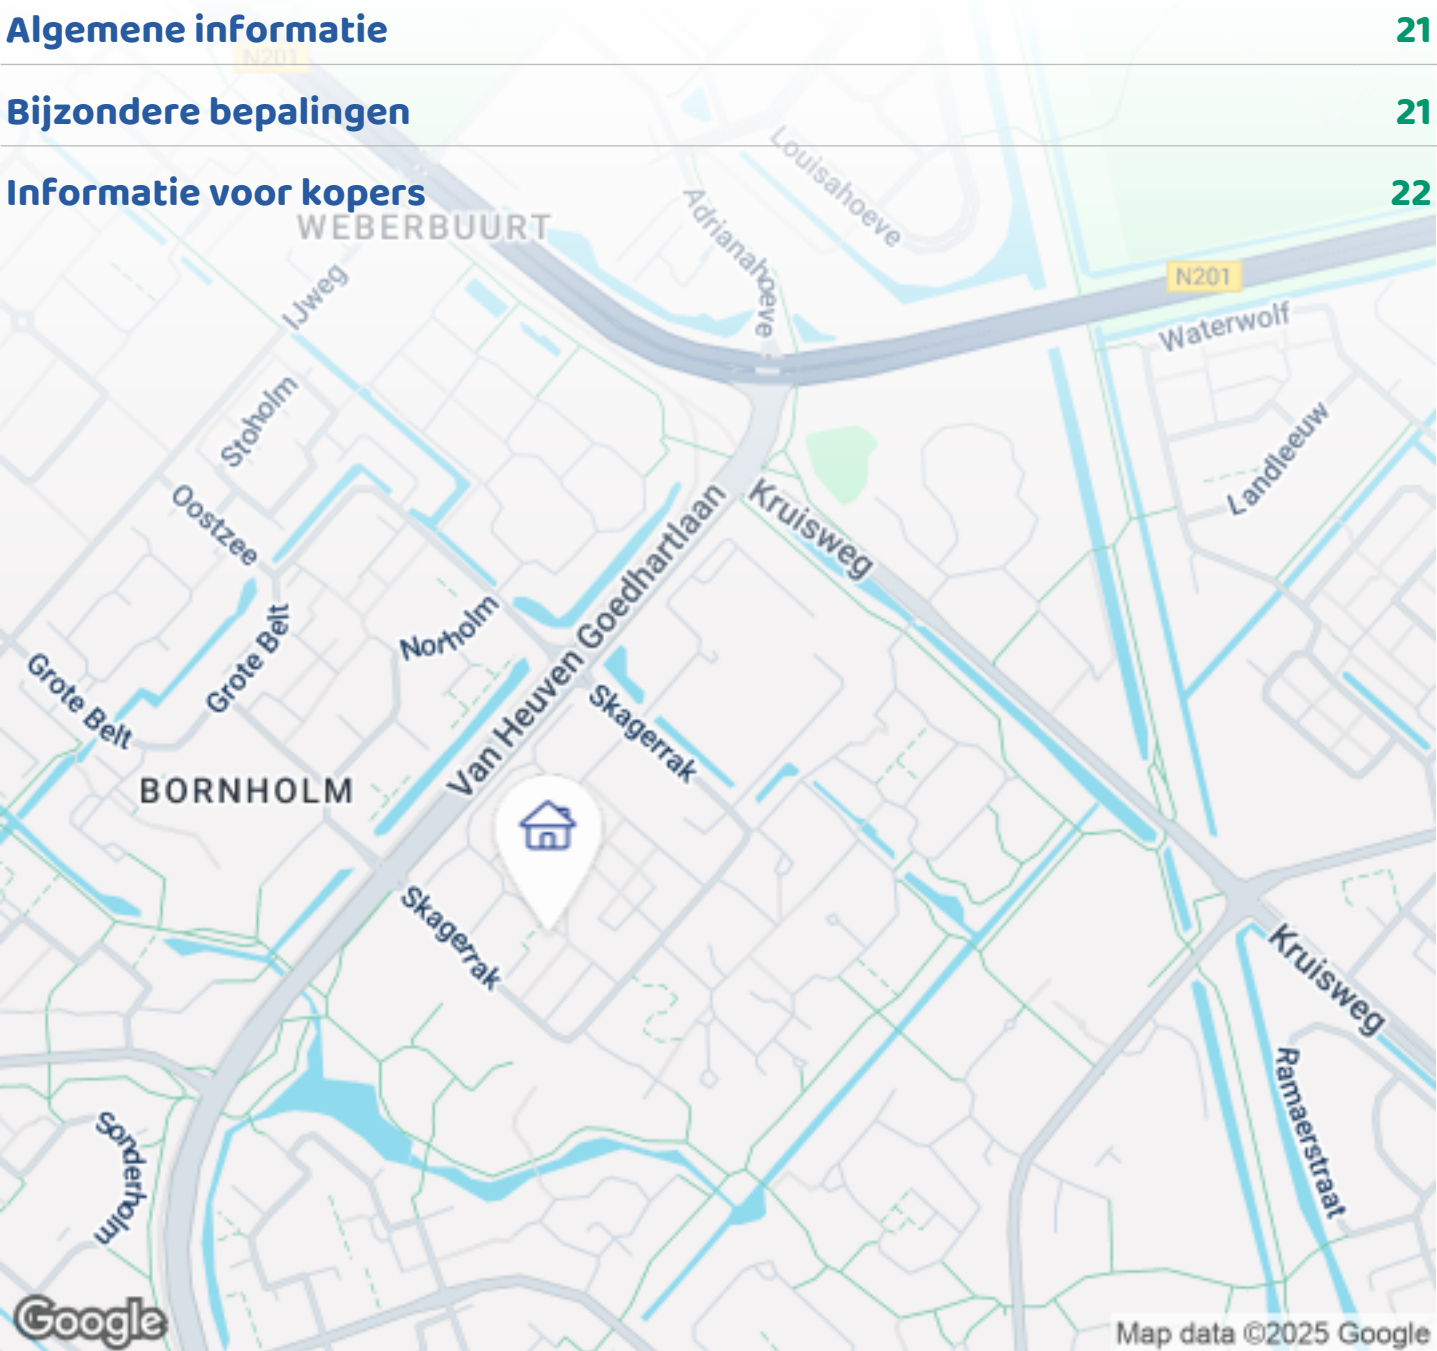 Algemene informatie 21
N201
Bijzondere bepalingen 21
Louisahoeve
Informatie voor kopers 22
WEBERBUURT
Adrianahoeve
IJweg
N201
Waterwolf
Stoholm
Landleeuw
Oostzee
Kruisweg
Van Heuven Goedhartlaan
Norholm
Grote Belt
Grote Belt
Skagerrak
BORNHOLM
Skagerrak
Kruisweg
Ramaerstraat
Sonderholm
Google
Map data ©2025 Google